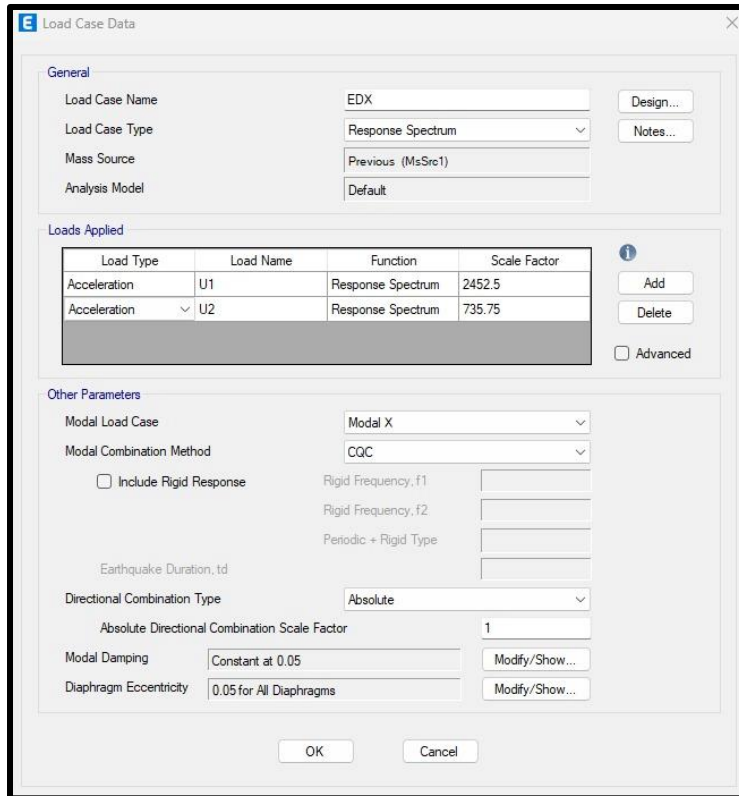 E Load Case Data
General
Load Case Name EDX Design...
Load Case Type Response Spectrum Notes...
Mass Source Previous (MsSrc1)
Analysis Model Default
Loads Applied
Load Type Load Name Function Scale Factor
Acceleration U1 Response Spectrum 2452.5 Add
Acceleration U2 Response Spectrum 735.75 Delete
Advanced
Other Parameters
Modal Load Case Modal X
Modal Combination Method CQC
Include Rigid Response Rigid Frequency, f1
Rigid Frequency, f2
Periodic + Rigid Type
Earthquake Duration, td
Directional Combination Type Absolute
Absolute Directional Combination Scale Factor 1
Modal Damping Constant at 0.05 Modify/Show...
Diaphragm Eccentricity 0.05 for All Diaphragms Modify/Show...
OK Cancel